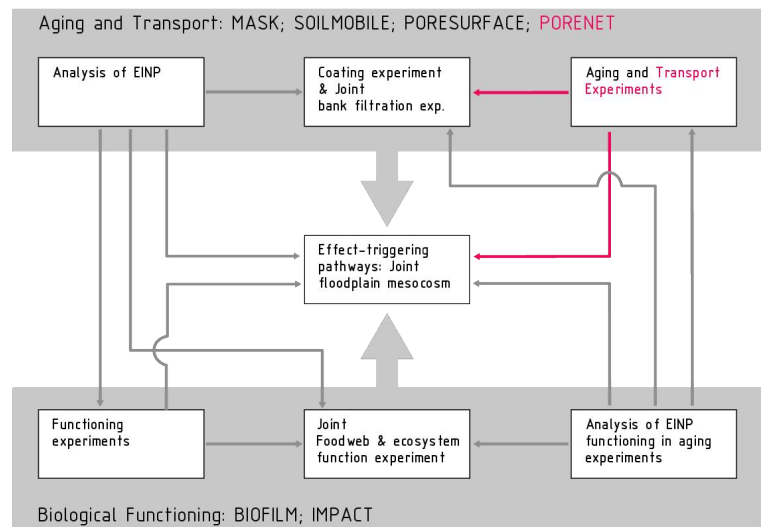 Aging and Transport: MASK; SOILMOBILE; PORESURFACE; PORENET
Analysis of EINP
Coating experiment
& Joint
bank filtration exp.
Aging and Transport
Experiments
Effect-triggering
pathways: Joint
floodplain mesocosm
Functioning
experiments
Joint
Foodweb & ecosystem
function experiment
Analysis of EINP
functioning in aging
experiments
Biological Functioning: BIOFILM; IMPACT